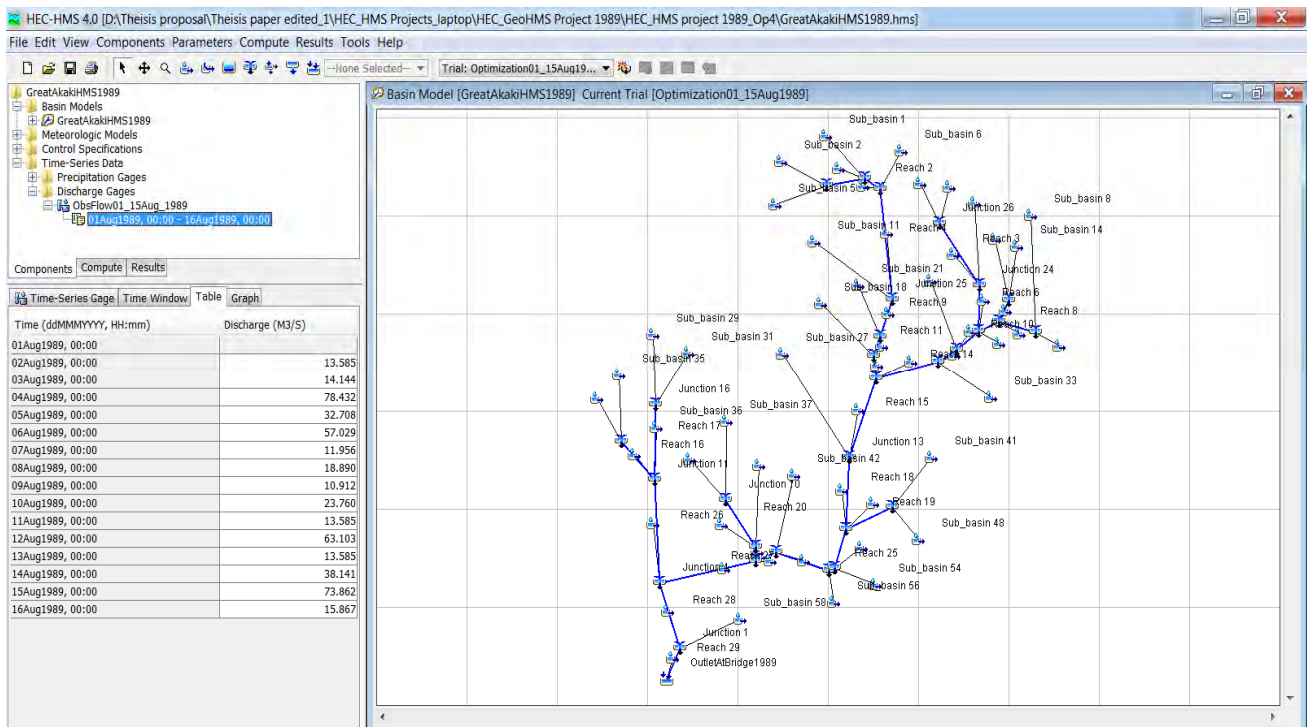 HEC-HMS 4.0 [D:\Theisis proposal\Theisis paper edited_1\HEC_HMS Projects_laptop\HEC_GeoHMS Project 1989\HEC_HMS project 1989_Op4\GreatAkakiHMS1989.hms]
File Edit View Components Parameters Compute Results Tools Help
--None Selected-- Trial: Optimization01_15Aug19...
GreatAkakiHMS1989
Basin Models
GreatAkakiHMS1989
Meteorologic Models
Control Specifications
Time-Series Data
Precipitation Gages
Discharge Gages
ObsFlow01_15Aug_1989
01Aug1989, 00:00 - 16Aug1989, 00:00
Components Compute Results
Time-Series Gage Time Window Table Graph
Time (ddMMMYYYY, HH:mm) Discharge (M3/S)
01Aug1989, 00:00
02Aug1989, 00:00 13.585
03Aug1989, 00:00 14.144
04Aug1989, 00:00 78.432
05Aug1989, 00:00 32.708
06Aug1989, 00:00 57.029
07Aug1989, 00:00 11.956
08Aug1989, 00:00 18.890
09Aug1989, 00:00 10.912
10Aug1989, 00:00 23.760
11Aug1989, 00:00 13.585
12Aug1989, 00:00 63.103
13Aug1989, 00:00 13.585
14Aug1989, 00:00 38.141
15Aug1989, 00:00 73.862
16Aug1989, 00:00 15.867
Basin Model [GreatAkakiHMS1989] Current Trial [Optimization01_15Aug1989]
Sub_basin 1
Sub_basin 6
Sub_basin 2
Reach 2
Sub_basin 5
Sub_basin 8
Junction 26
Sub_basin 11
Reach
Sub_basin 14
Reach 3
Sub_basin 21
Junction 24
Sub_basin 18
Junction 25
Reach 6
Reach 9
Reach 8
Sub_basin 29
Reach 10
Sub_basin 31
Sub_basin 27
Reach 11
Sub_basin 35
Reach 14
Sub_basin 33
Junction 16
Sub_basin 36
Sub_basin 37
Reach 15
Reach 17
Reach 16
Junction 13
Sub_basin 41
Junction 11
Sub_basin 42
Reach 18
Junction 10
Reach 19
Reach 26
Reach 20
Sub_basin 48
Reach
Reach 25
Junction
Sub_basin 54
Sub_basin 56
Reach 28
Sub_basin 58
Junction 1
Reach 29
OutletAtBridge1989